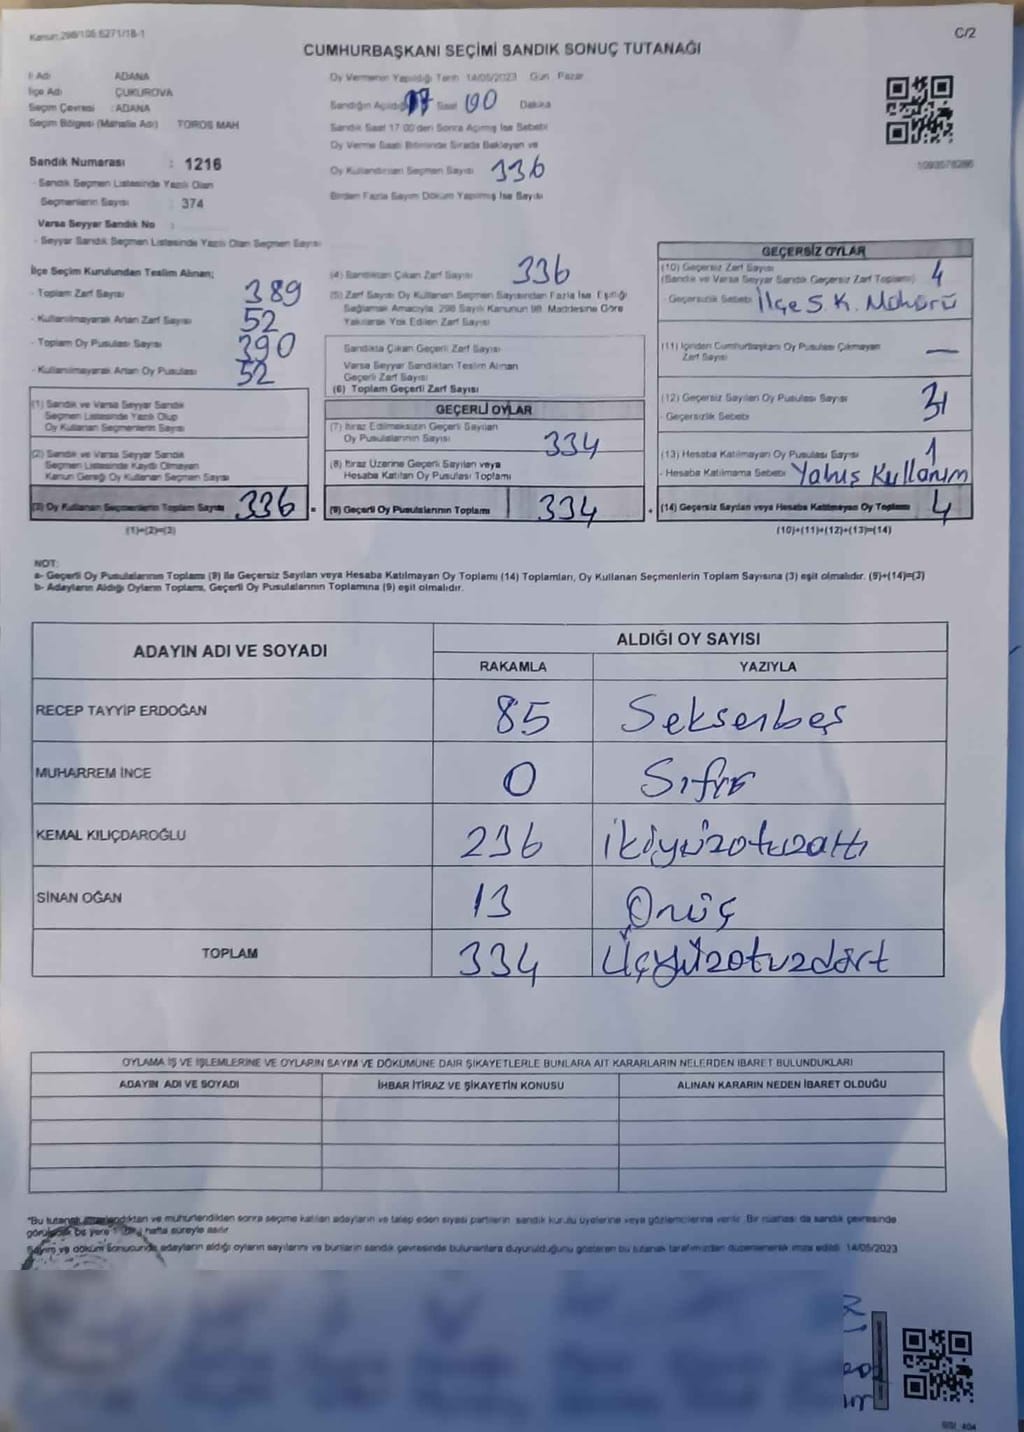 Kanun:298/105 6271/18-1
C/2
CUMHURBAŞKANI SEÇİMİ SANDIK SONUÇ TUTANAĞI
İl Adı ADANA
İlçe Adı ÇUKUROVA
Seçim Çevresi : ADANA
Seçim Bölgesi (Mahalle Adı) TOROS MAH
Sandık Numarası : 1216
- Sandık Seçmen Listesinde Yazılı Olan
Seçmenlerin Sayısı : 374
Varsa Seyyar Sandık No :
- Seyyar Sandık Seçmen Listesinde Yazılı Olan Seçmen Sayısı
Oy Vermenin Yapıldığı Tarih 14/05/2023 Gün Pazar
Sandığın Açıldığı 17 Saat 00 Dakika
Sandık Saat 17:00'den Sonra Açılmış İse Sebebi
Oy Verme Saati Bitiminde Sırada Bekleyen ve
Oy Kullandırılan Seçmen Sayısı 336
Birden Fazla Sayım Döküm Yapılmış İse Sayısı
1093578286
İlçe Seçim Kurulundan Teslim Alınan;
- Toplam Zarf Sayısı 389
- Kullanılmayarak Artan Zarf Sayısı 52
- Toplam Oy Pusulası Sayısı 390
- Kullanılmayarak Artan Oy Pusulası 52
(1) Sandık ve Varsa Seyyar Sandık
Seçmen Listesinde Yazılı Olup
Oy Kullanan Seçmenlerin Sayısı
(2) Sandık ve Varsa Seyyar Sandık
Seçmen Listesinde Kaydı Olmayan
Kanun Gereği Oy Kullanan Seçmen Sayısı
(3) Oy Kullanan Seçmenlerin Toplam Sayısı 336 =
(1)+(2)=(3)
(4) Sandıktan Çıkan Zarf Sayısı 336
(5) Zarf Sayısı Oy Kullanan Seçmen Sayısından Fazla İse, Eşitliği
Sağlamak Amacıyla, 298 Sayılı Kanunun 98. Maddesine Göre
Yakılarak Yok Edilen Zarf Sayısı
Sandıkta Çıkan Geçerli Zarf Sayısı
Varsa Seyyar Sandıktan Teslim Alınan
Geçerli Zarf Sayısı
(6) Toplam Geçerli Zarf Sayısı
GEÇERLİ OYLAR
(7) İtiraz Edilmeksizin Geçerli Sayılan
Oy Pusulalarının Sayısı 334
(8) İtiraz Üzerine Geçerli Sayılan veya
Hesaba Katılan Oy Pusulası Toplamı
(9) Geçerli Oy Pusulalarının Toplamı 334 +
GEÇERSİZ OYLAR
(10) Geçersiz Zarf Sayısı
(Sandık ve Varsa Seyyar Sandık Geçersiz Zarf Toplamı) 4
- Geçersizlik Sebebi İlçe S. K. Mührü
(11) İçinden Cumhurbaşkanı Oy Pusulası Çıkmayan
Zarf Sayısı —
(12) Geçersiz Sayılan Oy Pusulası Sayısı
- Geçersizlik Sebebi
(13) Hesaba Katılmayan Oy Pusulası Sayısı 1
- Hesaba Katılmama Sebebi Yalnış Kullanım
(14) Geçersiz Sayılan veya Hesaba Katılmayan Oy Toplamı 4
(10)+(11)+(12)+(13)=(14)
NOT:
a- Geçerli Oy Pusulalarının Toplamı (9) ile Geçersiz Sayılan veya Hesaba Katılmayan Oy Toplamı (14) Toplamları, Oy Kullanan Seçmenlerin Toplam Sayısına (3) eşit olmalıdır. (9)+(14)=(3)
b- Adayların Aldığı Oyların Toplamı, Geçerli Oy Pusulalarının Toplamına (9) eşit olmalıdır.
ADAYIN ADI VE SOYADI ALDIĞI OY SAYISI
RAKAMLA YAZIYLA
RECEP TAYYİP ERDOĞAN 85 Seksenbeş
MUHARREM İNCE 0 Sıfır
KEMAL KILIÇDAROĞLU 236 ikiyüzotuzaltı
SİNAN OĞAN 13 Onüç
TOPLAM 334 Üçyüzotuzdört
OYLAMA İŞ VE İŞLEMLERİNE VE OYLARIN SAYIM VE DÖKÜMÜNE DAİR ŞİKAYETLERLE BUNLARA AİT KARARLARIN NELERDEN İBARET BULUNDUKLARI
ADAYIN ADI VE SOYADI İHBAR İTİRAZ VE ŞİKAYETİN KONUSU ALINAN KARARIN NEDEN İBARET OLDUĞU
*Bu tutanak ve mühürlendikten sonra seçime katılan adayların ve talep eden siyasi partilerin sandık kurulu üyelerine veya gözlemcilerine verilir. Bir nüshası da sandık çevresinde
bir yere hafta süreyle asılır.
Sayım ve döküm sonucunda adayların aldığı oyların sayılarını ve bunların sandık çevresinde bulunanlara duyurulduğunu gösteren bu tutanak tarafımızdan düzenlenerek imza edildi. 14/05/2023